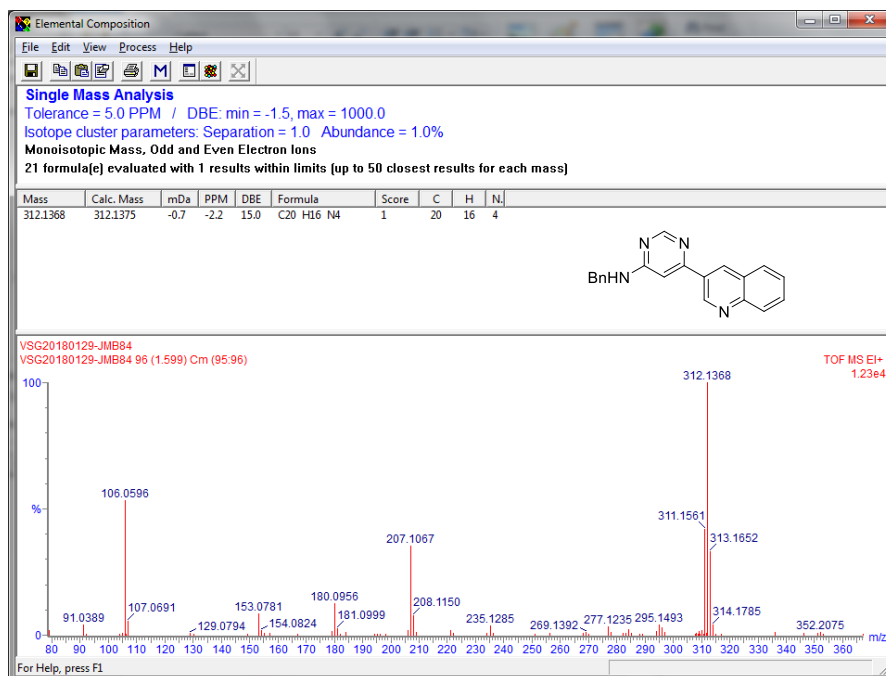 Elemental Composition
File Edit View Process Help
M
Single Mass Analysis
Tolerance = 5.0 PPM / DBE: min = -1.5, max = 1000.0
Isotope cluster parameters: Separation = 1.0 Abundance = 1.0%
Monoisotopic Mass, Odd and Even Electron Ions
21 formula(e) evaluated with 1 results within limits (up to 50 closest results for each mass)
Mass Calc. Mass mDa PPM DBE Formula Score C H N.
312.1368 312.1375 -0.7 -2.2 15.0 C20 H16 N4 1 20 16 4
N N
BnHN
N
VSG20180129-JMB84
VSG20180129-JMB84 96 (1.599) Cm (95:96)
TOF MS EI+
1.23e4
100
312.1368
106.0596
%
311.1561
313.1652
207.1067
180.0956
208.1150
153.0781
107.0691
91.0389
129.0794
154.0824
181.0999
235.1285
269.1392
277.1235
295.1493
314.1785
352.2075
0
m/z
80 90 100 110 120 130 140 150 160 170 180 190 200 210 220 230 240 250 260 270 280 290 300 310 320 330 340 350 360
For Help, press F1